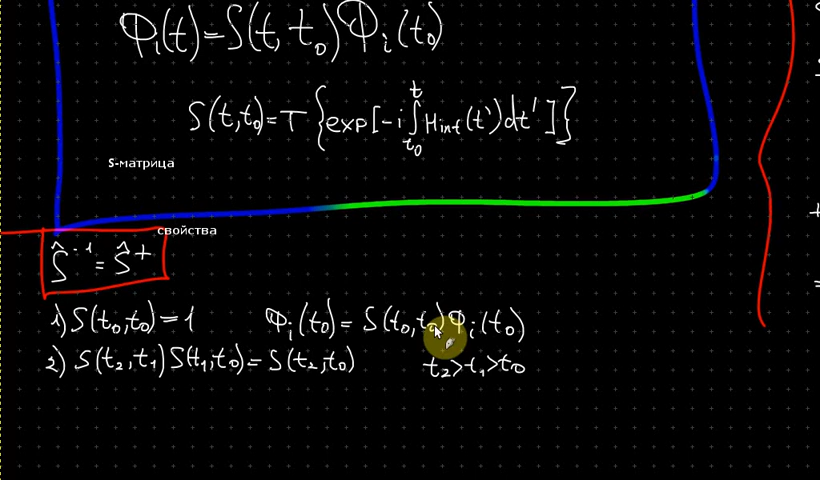 Φᵢ(t)=S(t,t₀)Φᵢ(t₀)
S(t,t₀)=T{exp[-i∫ₜ₀ᵗ Hᵢₙₜ(t')dt']}
S-матрица
свойства
Ŝ⁻¹=Ŝ⁺
1) S(t₀,t₀)=1 Φᵢ(t₀)=S(t₀,t₀)Φᵢ(t₀)
2) S(t₂,t₁)S(t₁,t₀)=S(t₂,t₀) t₂>t₁>t₀